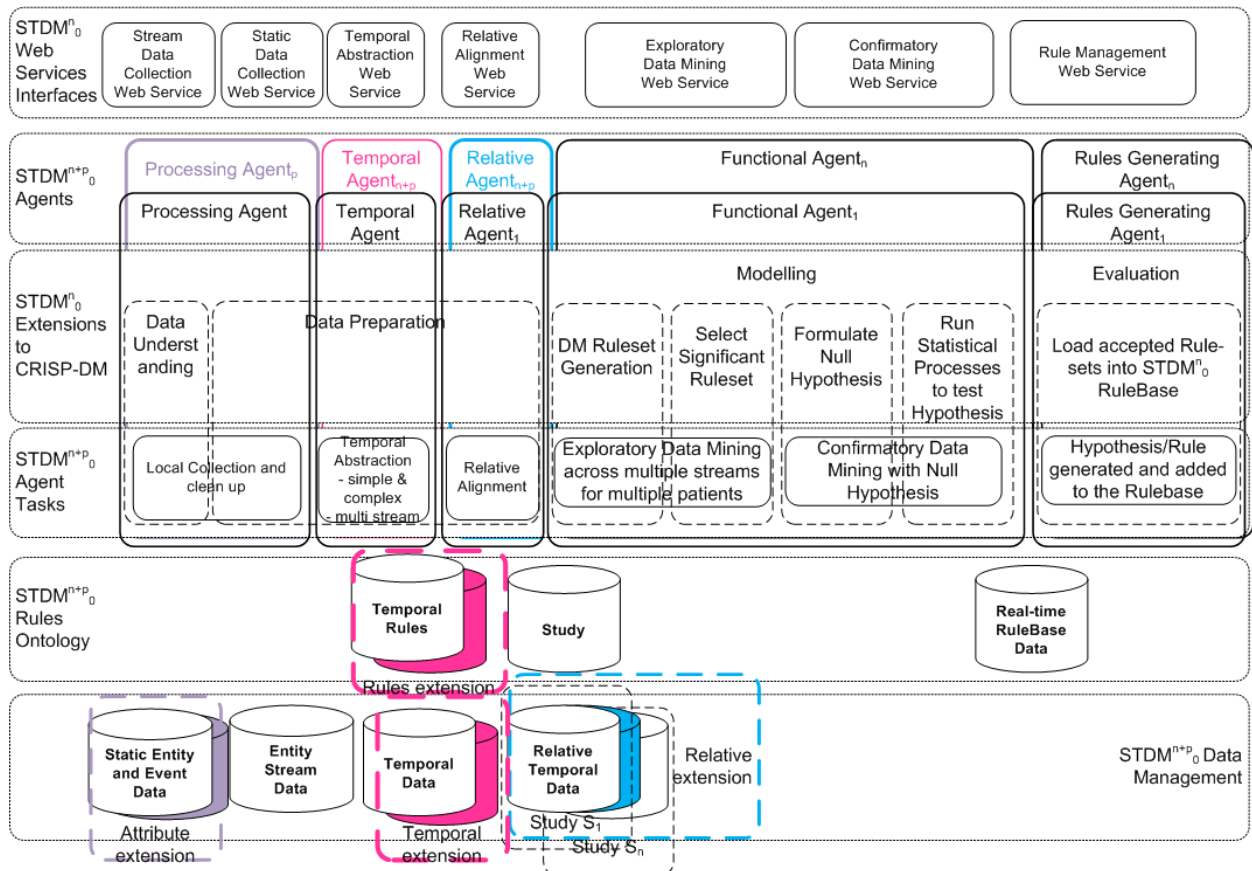 STDMⁿ₀
Web
Services
Interfaces
Stream
Data
Collection
Web Service
Static
Data
Collection
Web Service
Temporal
Abstraction
Web
Service
Relative
Alignment
Web
Service
Exploratory
Data Mining
Web Service
Confirmatory
Data Mining
Web Service
Rule Management
Web Service
STDMⁿ⁺ᵖ₀
Agents
Processing Agentₚ
Temporal
Agentₙ₊ₚ
Relative
Agentₙ₊ₚ
Functional Agentₙ
Rules Generating
Agentₙ
Processing Agent
Temporal
Agent
Relative
Agent₁
Functional Agent₁
Rules Generating
Agent₁
STDMⁿ₀
Extensions
to
CRISP-DM
Modelling
Evaluation
Data
Underst
anding
Data Preparation
DM Ruleset
Generation
Select
Significant
Ruleset
Formulate
Null
Hypothesis
Run
Statistical
Processes
to test
Hypothesis
Load accepted Rule-
sets into STDMⁿ₀
RuleBase
STDMⁿ⁺ᵖ₀
Agent
Tasks
Local Collection and
clean up
Temporal
Abstraction
- simple &
complex
- multi stream
Relative
Alignment
Exploratory Data Mining
across multiple streams
for multiple patients
Confirmatory Data
Mining with Null
Hypothesis
Hypothesis/Rule
generated and added
to the Rulebase
STDMⁿ⁺ᵖ₀
Rules
Ontology
Temporal
Rules
Study
Real-time
RuleBase
Data
Rules extension
Static Entity
and Event
Data
Entity
Stream
Data
Temporal
Data
Relative
Temporal
Data
Relative
extension
STDMⁿ⁺ᵖ₀ Data
Management
Attribute
extension
Temporal
extension
Study S₁
Study Sₙ